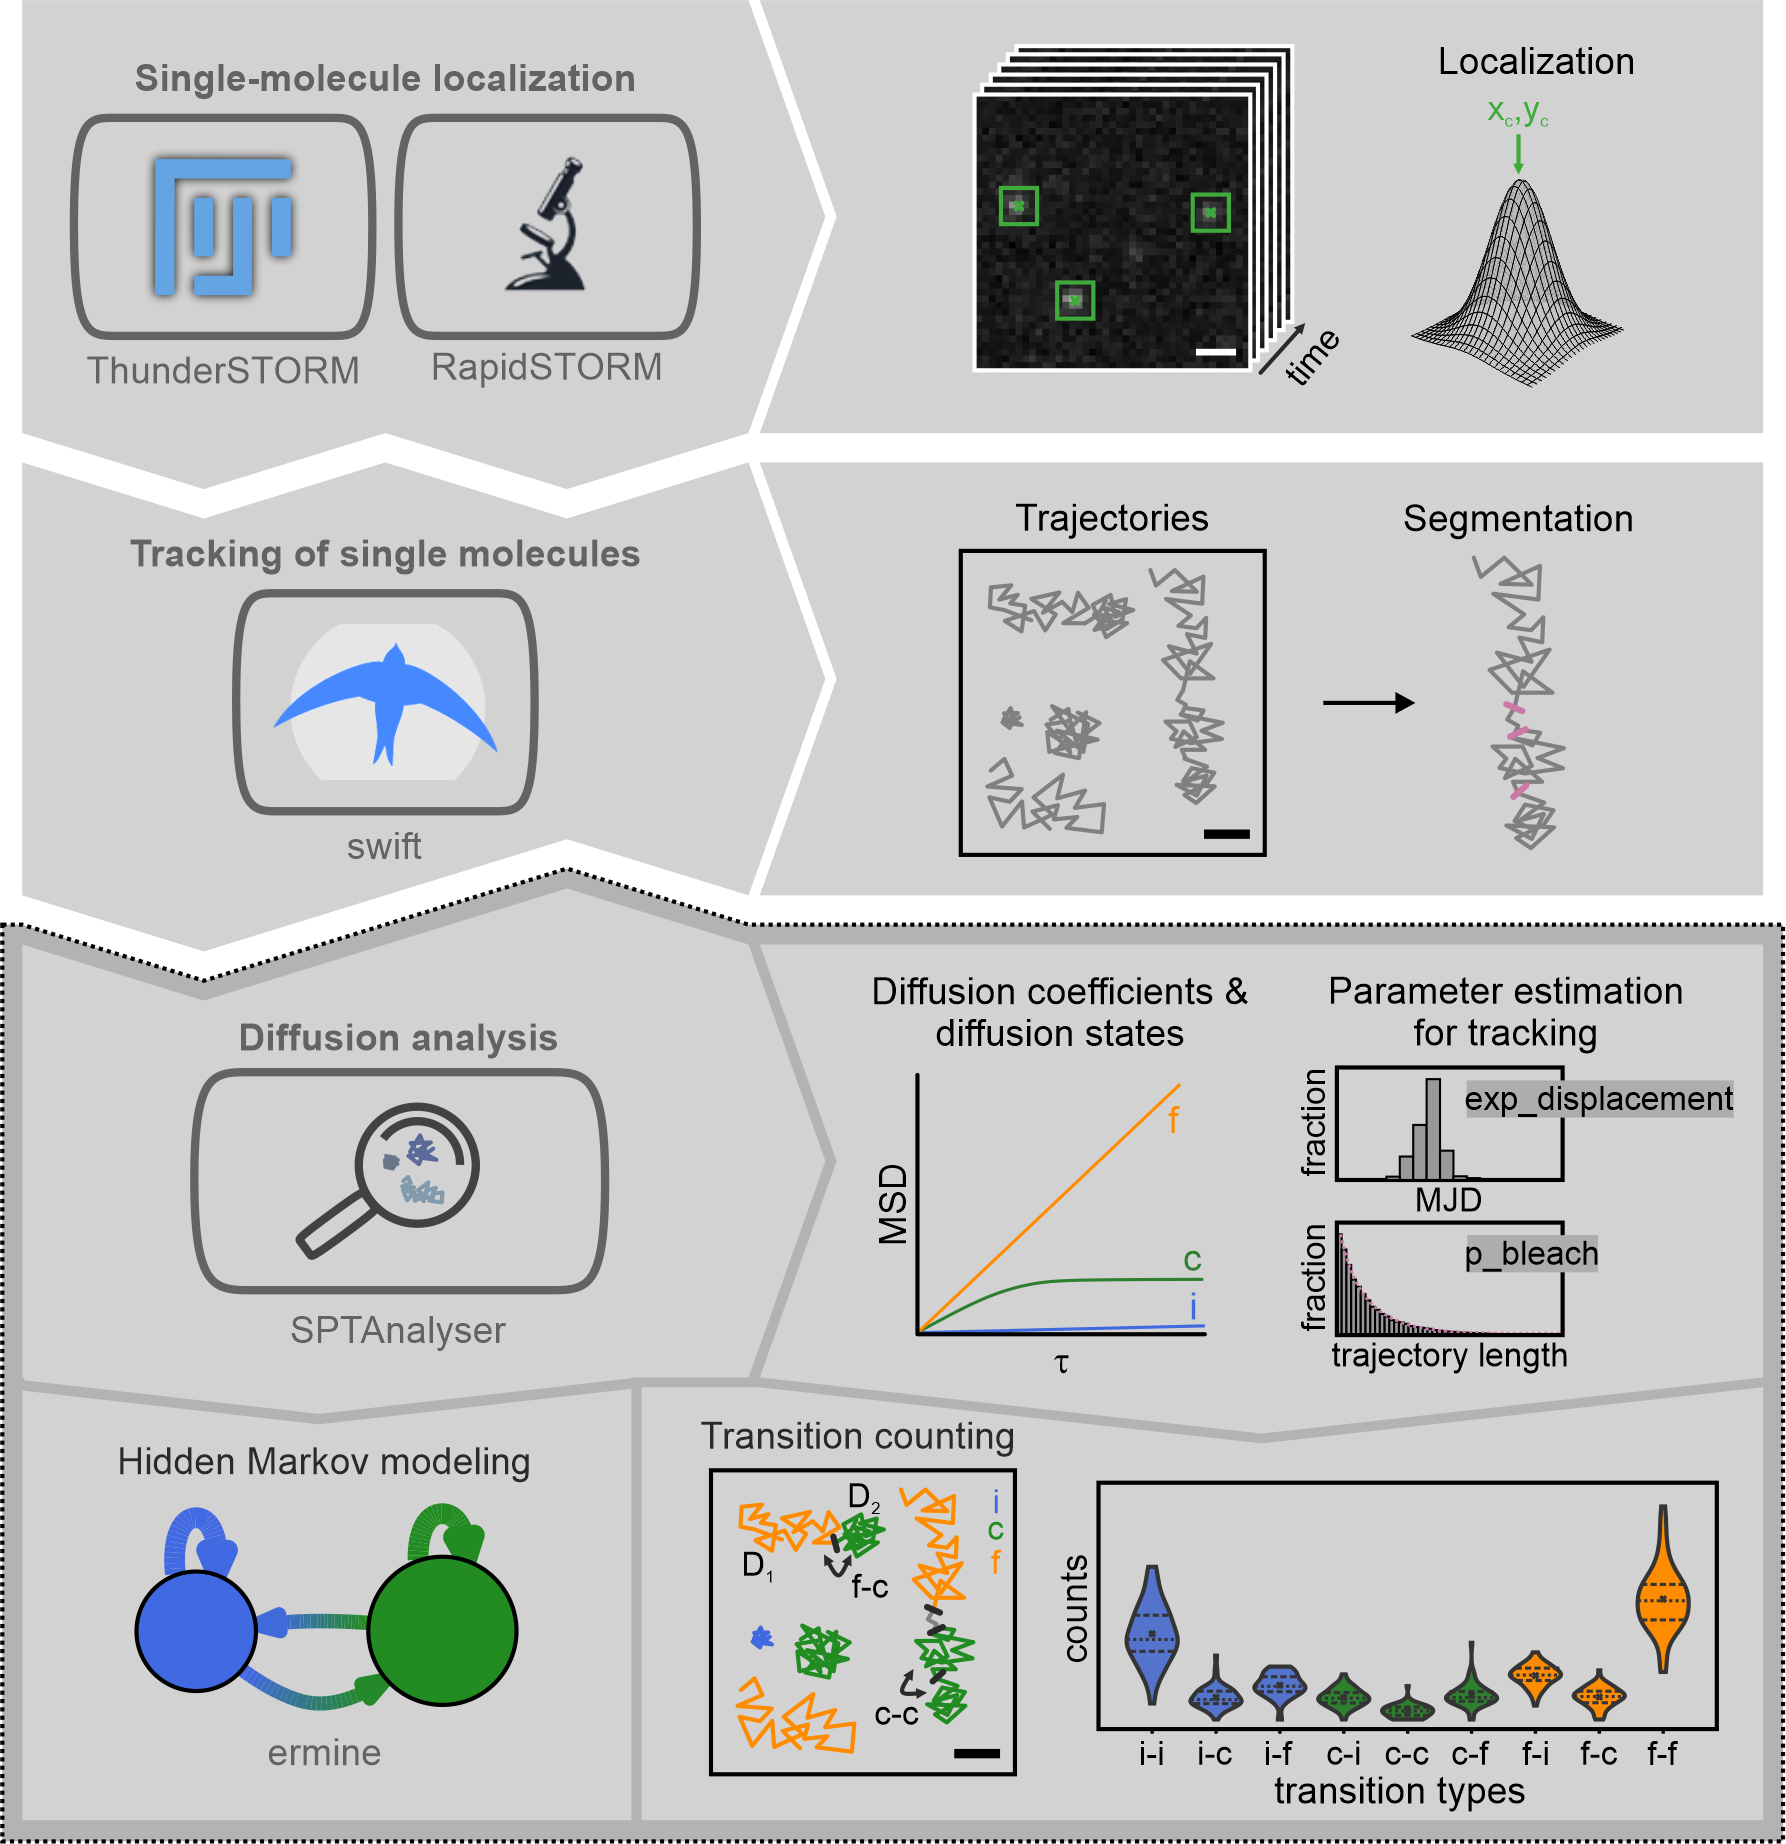 Single-molecule localization
ThunderSTORM
RapidSTORM
time
Localization
x_c,y_c
Tracking of single molecules
swift
Trajectories
Segmentation
Diffusion analysis
SPTAnalyser
Diffusion coefficients &
diffusion states
MSD
f
c
i
τ
Parameter estimation
for tracking
fraction
exp_displacement
MJD
fraction
p_bleach
trajectory length
Hidden Markov modeling
ermine
Transition counting
D₂
i
c
f
D₁
f-c
c-c
counts
i-i i-c i-f c-i c-c c-f f-i f-c f-f
transition types